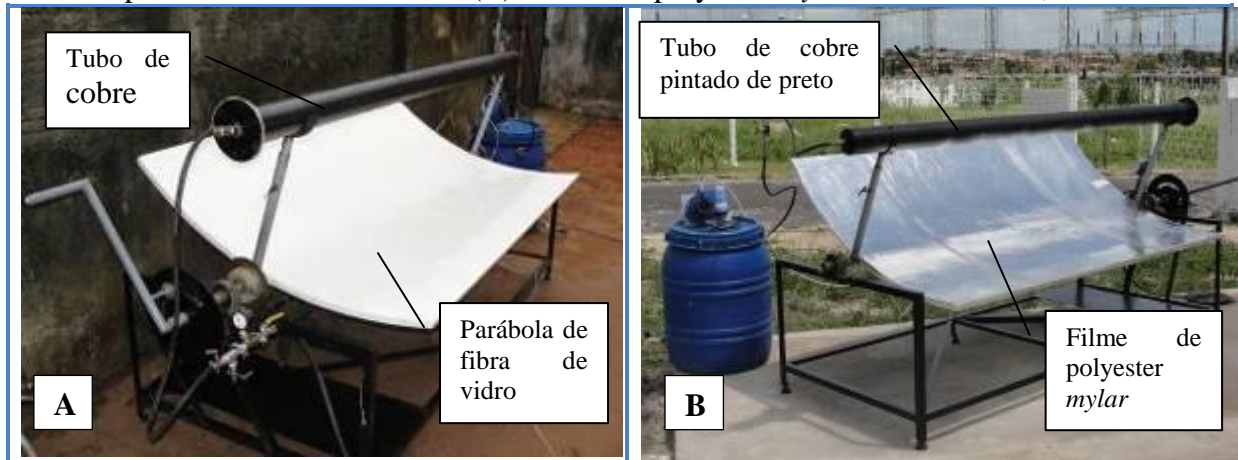 Tubo de
cobre
Parábola de
fibra de
vidro
A
Tubo de cobre
pintado de preto
Filme de
polyester
mylar
B